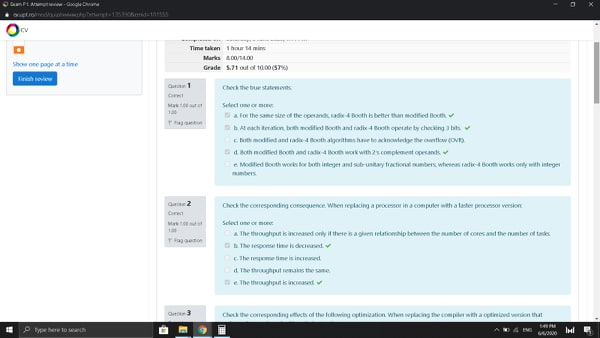 Exam P1: Attempt review - Google Chrome
CV
Show one page at a time
Finish review
Time taken 1 hour 14 mins
Marks 8.00/14.00
Grade 5.71 out of 10.00 (57%)
Question 1
Correct
Mark 1.00 out of
1.00
Flag question
Check the true statements.
Select one or more:
a. For the same size of the operands, radix-4 Booth is better than modified Booth.
b. At each iteration, both modified Booth and radix-4 Booth operate by checking 3 bits.
c. Both modified and radix-4 Booth algorithms have to acknowledge the overflow (OVR).
d. Both modified Booth and radix-4 Booth work with 2's complement operands.
e. Modified Booth works for both integer and sub-unitary fractional numbers, whereas radix-4 Booth works only with integer
numbers.
Question 2
Correct
Mark 1.00 out of
1.00
Flag question
Check the corresponding consequence. When replacing a processor in a computer with a faster processor version:
Select one or more:
a. The throughput is increased only if there is a given relationship between the number of cores and the number of tasks.
b. The response time is decreased.
c. The response time is increased.
d. The throughput remains the same.
e. The throughput is increased.
Question 3
Check the corresponding effects of the following optimization. When replacing the compiler with a optimized version that
Type here to search
ENG
1:49 PM
6/6/2020